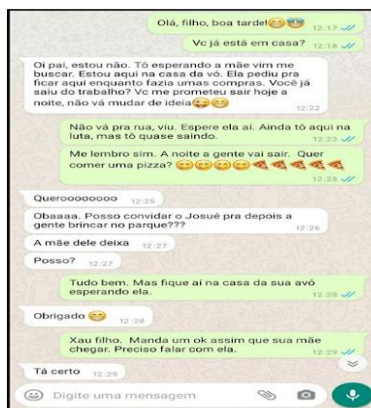 Olá, filho, boa tarde!😁🤩 12:17
Vc já está em casa? 12:18
Oi pai, estou não. Tô esperando a mãe vim me
buscar. Estou aqui na casa da vó. Ela pediu pra
ficar aqui enquanto fazia umas compras. Você já
saiu do trabalho? Vc me prometeu sair hoje a
noite, não vá mudar de ideia😜😁
12:22
Não vá pra rua, viu. Espere ela aí. Ainda tô aqui na
luta, mas tô quase saindo. 12:23
Me lembro sim. A noite a gente vai sair. Quer
comer uma pizza? 😋😋😋😋😋🍕🍕🍕🍕🍕
12:25
Querooooooooo 12:25
Obaaaa. Posso convidar o Josué pra depois a
gente brincar no parque??? 12:26
A mãe dele deixa 12:27
Posso? 12:27
Tudo bem. Mas fique aí na casa da sua avó
esperando ela. 12:28
Obrigado 😁 12:28
Xau filho. Manda um ok assim que sua mãe
chegar. Preciso falar com ela. 12:29
Tá certo 12:29
Digite uma mensagem